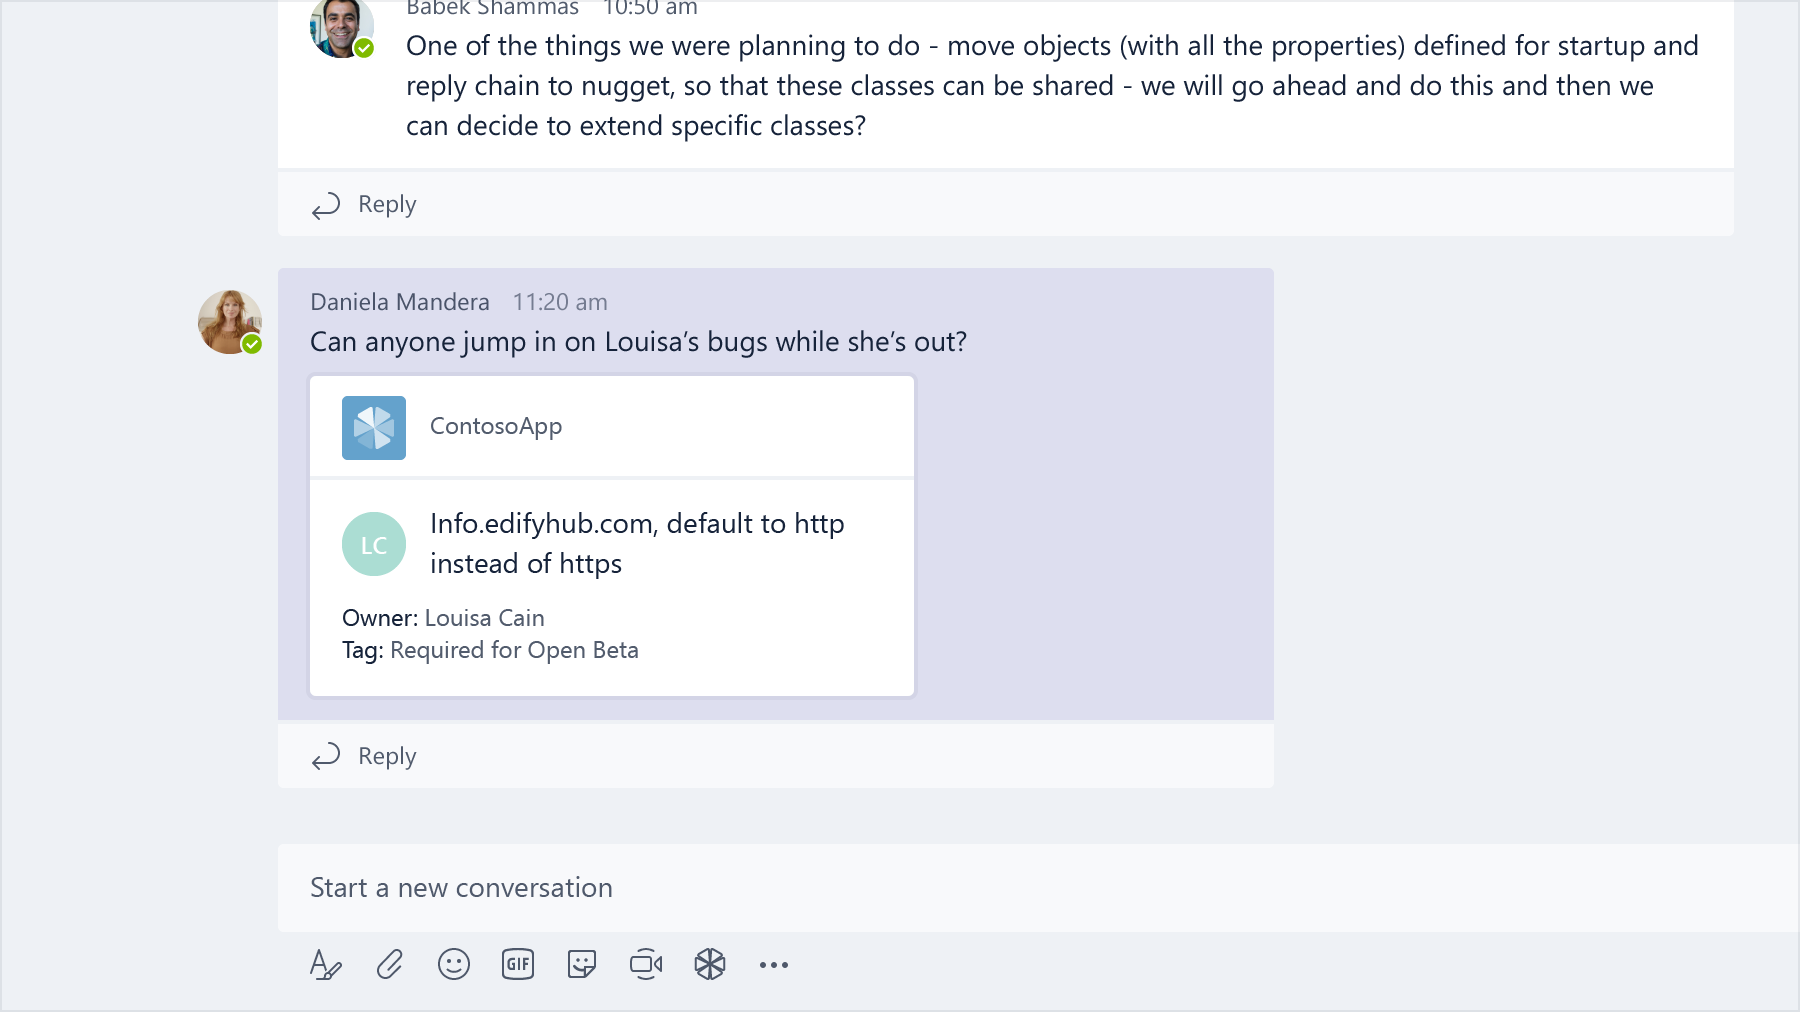 Babek Shammas 10:50 am
One of the things we were planning to do - move objects (with all the properties) defined for startup and
reply chain to nugget, so that these classes can be shared - we will go ahead and do this and then we
can decide to extend specific classes?
Reply
Daniela Mandera 11:20 am
Can anyone jump in on Louisa’s bugs while she’s out?
ContosoApp
LC
Info.edifyhub.com, default to http
instead of https
Owner: Louisa Cain
Tag: Required for Open Beta
Reply
Start a new conversation
GIF